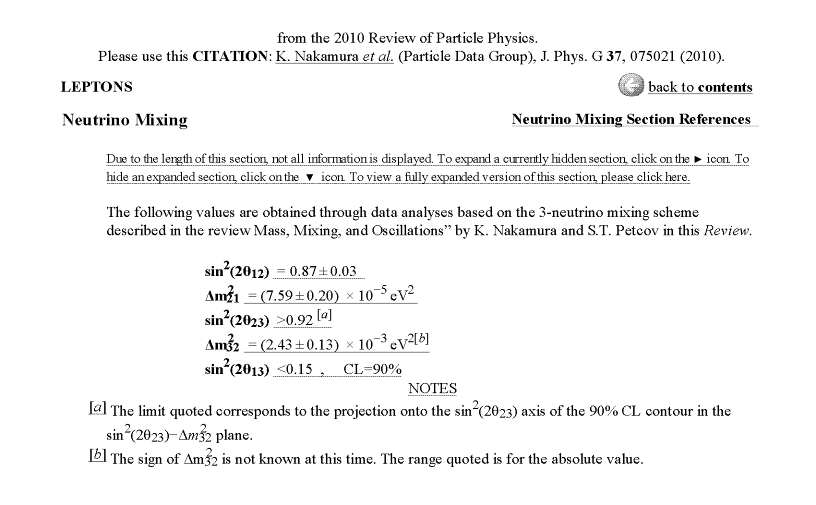 from the 2010 Review of Particle Physics.
Please use this CITATION: K. Nakamura et al. (Particle Data Group), J. Phys. G 37, 075021 (2010).
LEPTONS
back to contents
Neutrino Mixing
Neutrino Mixing Section References
Due to the length of this section, not all information is displayed. To expand a currently hidden section, click on the ► icon. To
hide an expanded section, click on the ▼ icon. To view a fully expanded version of this section, please click here.
The following values are obtained through data analyses based on the 3-neutrino mixing scheme
described in the review Mass, Mixing, and Oscillations” by K. Nakamura and S.T. Petcov in this Review.
sin²(2θ₁₂) = 0.87±0.03
Δm²₂₁ = (7.59±0.20) × 10⁻⁵ eV²
sin²(2θ₂₃) >0.92 [a]
Δm²₃₂ = (2.43±0.13) × 10⁻³ eV²[b]
sin²(2θ₁₃) <0.15 , CL=90%
NOTES
[a] The limit quoted corresponds to the projection onto the sin²(2θ₂₃) axis of the 90% CL contour in the
sin²(2θ₂₃)−Δm²₃₂ plane.
[b] The sign of Δm²₃₂ is not known at this time. The range quoted is for the absolute value.